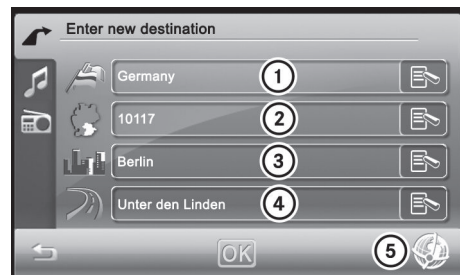 Enter new destination
Germany 1
10117 2
Berlin 3
Unter den Linden 4
OK 5